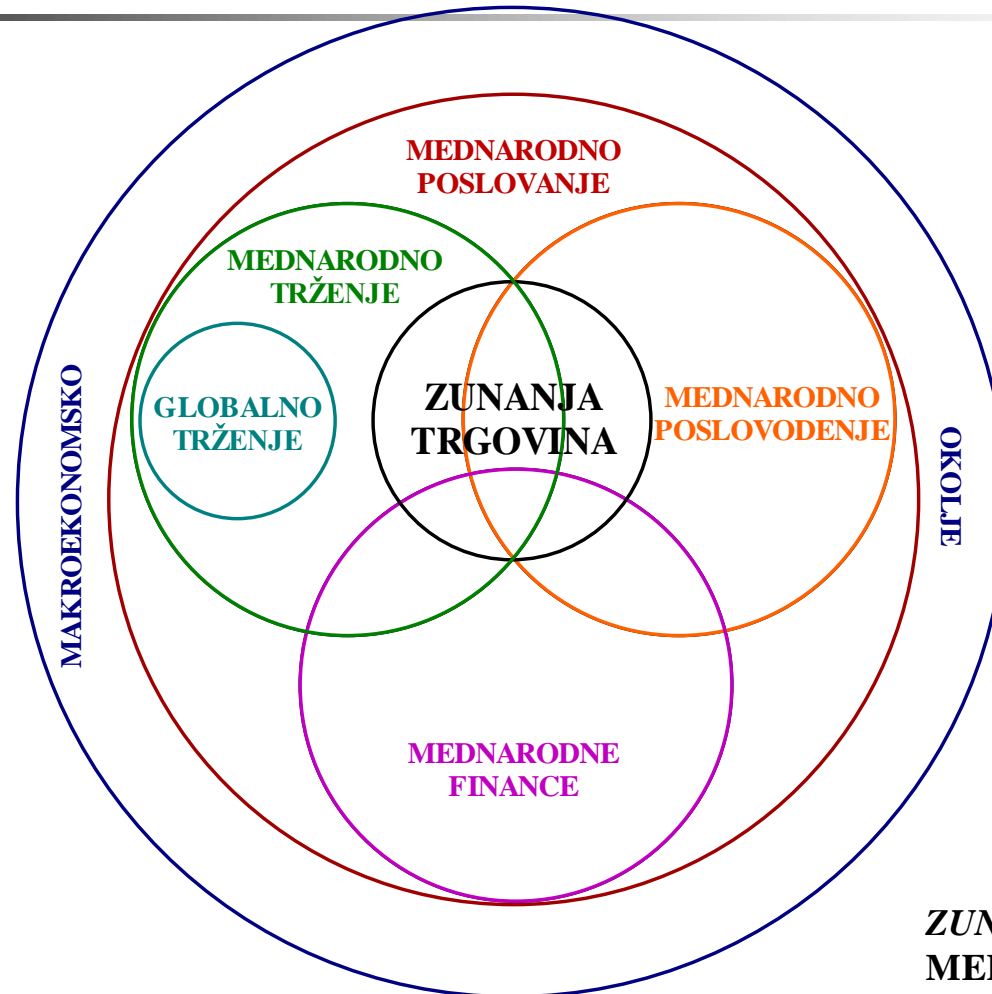 MEDNARODNO
POSLOVANJE
MEDNARODNO
TRŽENJE
GLOBALNO
TRŽENJE
ZUNANJA
TRGOVINA
MEDNARODNO
POSLOVODENJE
MAKROEKONOMSKO
OKOLJE
MEDNARODNE
FINANCE